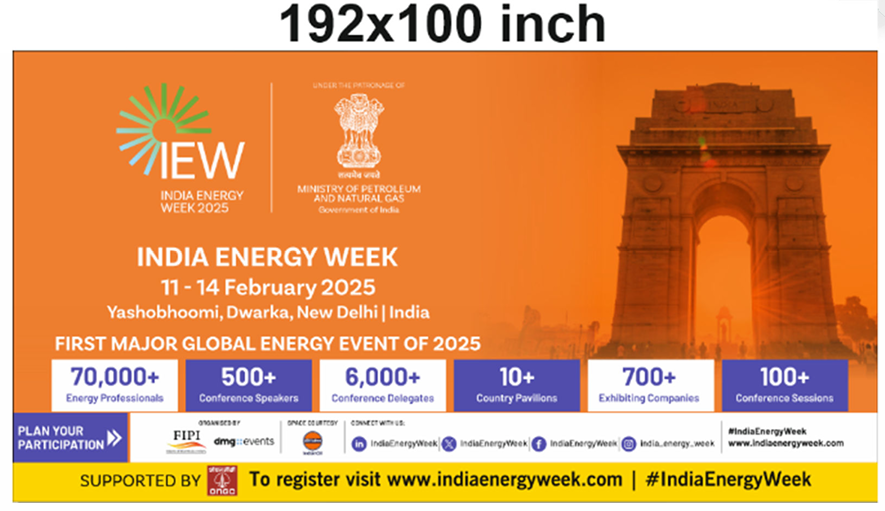 192x100 inch
UNDER THE PATRONAGE OF
IEW
INDIA ENERGY
WEEK 2025
सत्यमेव जयते
MINISTRY OF PETROLEUM
AND NATURAL GAS
Government of India
INDIA ENERGY WEEK
11 - 14 February 2025
Yashobhoomi, Dwarka, New Delhi | India
FIRST MAJOR GLOBAL ENERGY EVENT OF 2025
70,000+
Energy Professionals
500+
Conference Speakers
6,000+
Conference Delegates
10+
Country Pavilions
700+
Exhibiting Companies
100+
Conference Sessions
PLAN YOUR
PARTICIPATION
ORGANISED BY
FIPI
dmg::events
SPACE COURTESY
CONNECT WITH US:
IndiaEnergyWeek
IndiaEnergyWeek
IndiaEnergyWeek
india_energy_week
#IndiaEnergyWeek
www.indiaenergyweek.com
SUPPORTED BY
ONGC
To register visit www.indiaenergyweek.com | #IndiaEnergyWeek